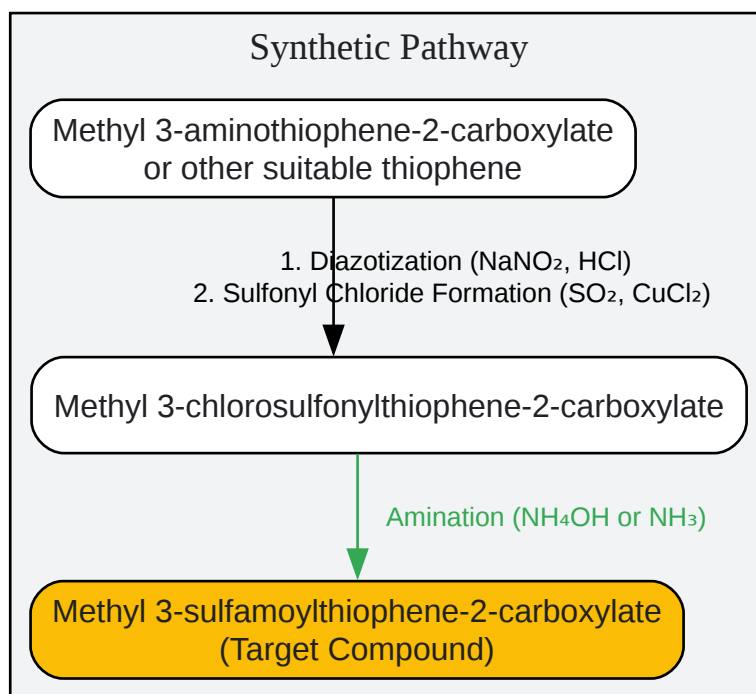 Synthetic Pathway
Methyl 3-aminothiophene-2-carboxylate
or other suitable thiophene
1. Diazotization (NaNO₂, HCl)
2. Sulfonyl Chloride Formation (SO₂, CuCl₂)
Methyl 3-chlorosulfonylthiophene-2-carboxylate
Amination (NH₄OH or NH₃)
Methyl 3-sulfamoylthiophene-2-carboxylate
(Target Compound)